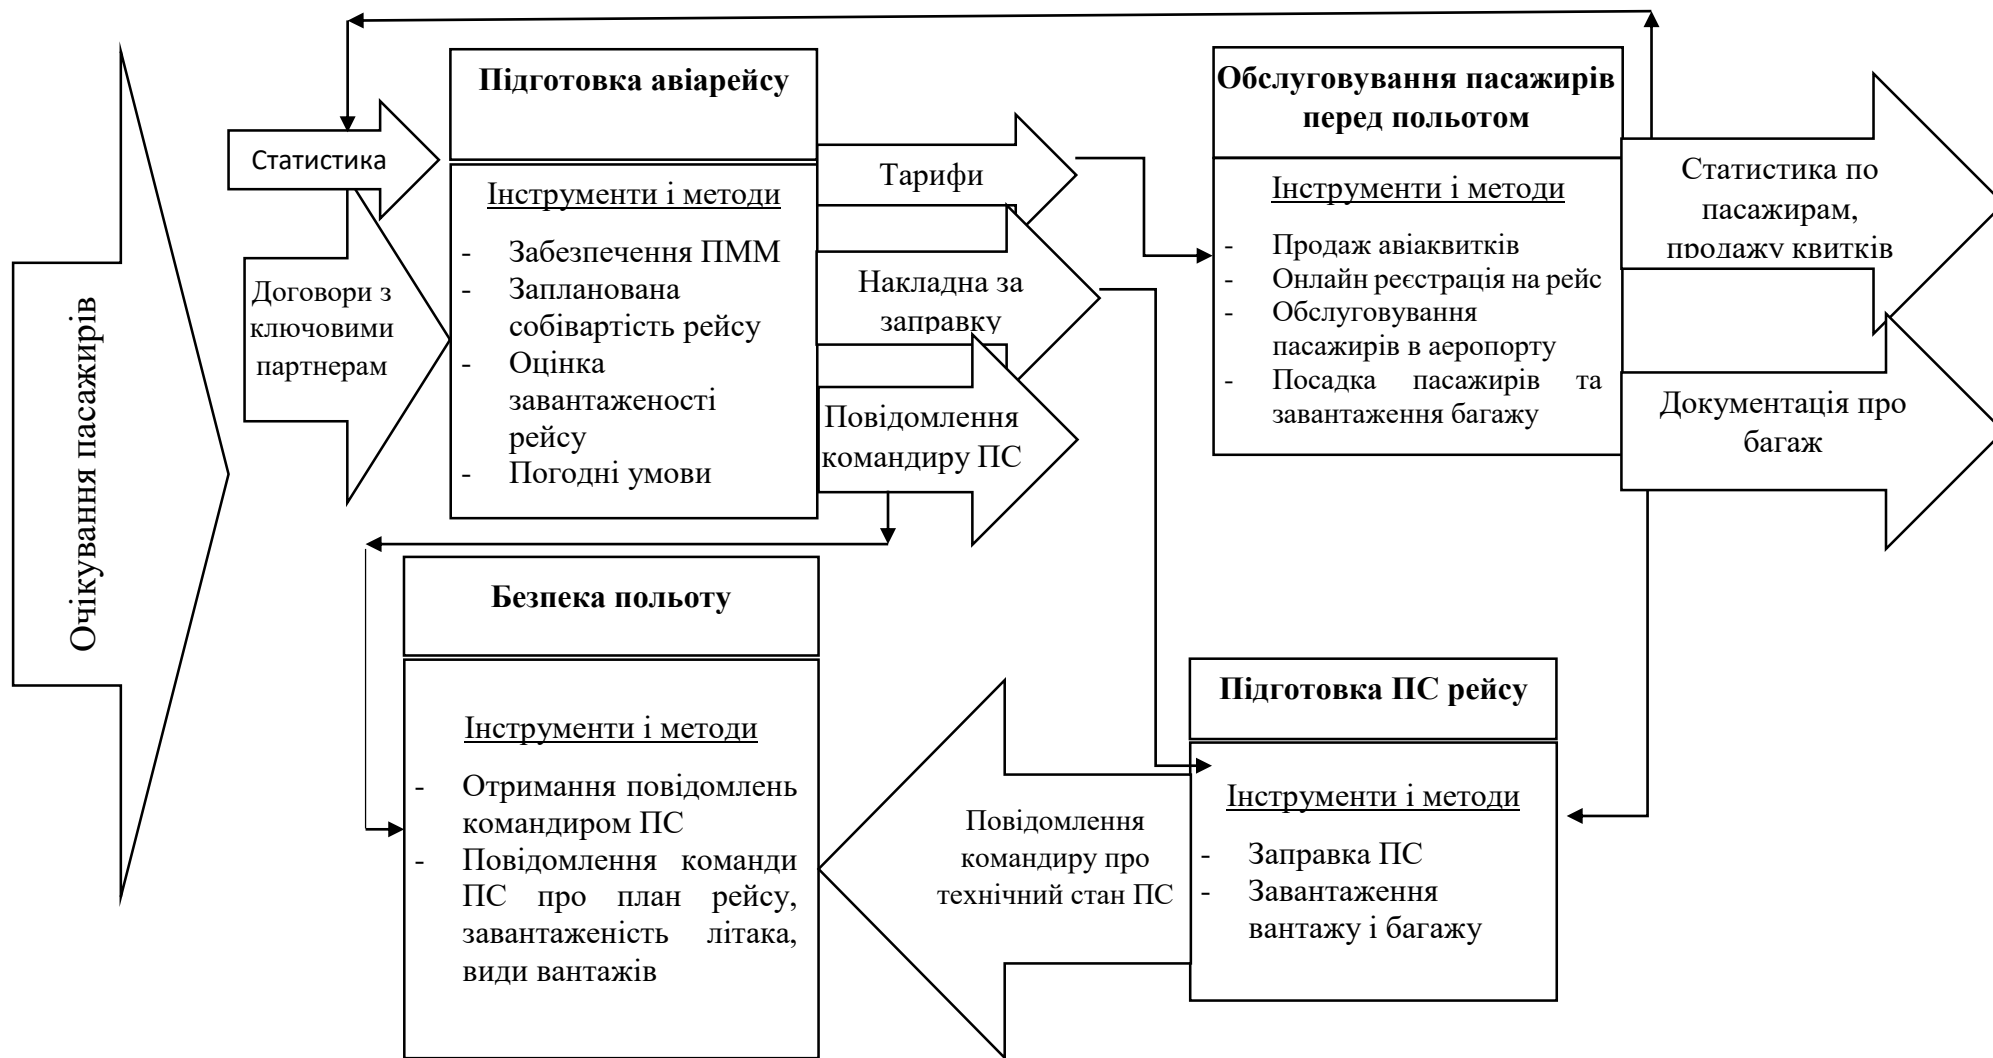 Очікування пасажирів
Статистика
Договори з
ключовими
партнерам
Підготовка авіарейсу
Інструменти і методи
- Забезпечення ПММ
- Запланована
собівартість рейсу
- Оцінка
завантаженості
рейсу
- Погодні умови
Тарифи
Накладна за
заправку
Повідомлення
командиру ПС
Обслуговування пасажирів
перед польотом
Інструменти і методи
- Продаж авіаквитків
- Онлайн реєстрація на рейс
- Обслуговування
пасажирів в аеропорту
- Посадка пасажирів та
завантаження багажу
Статистика по
пасажирам,
продажу квитків
Документація про
багаж
Безпека польоту
Інструменти і методи
- Отримання повідомлень
командиром ПС
- Повідомлення команди
ПС про план рейсу,
завантаженість літака,
види вантажів
Повідомлення
командиру про
технічний стан ПС
Підготовка ПС рейсу
Інструменти і методи
- Заправка ПС
- Завантаження
вантажу і багажу